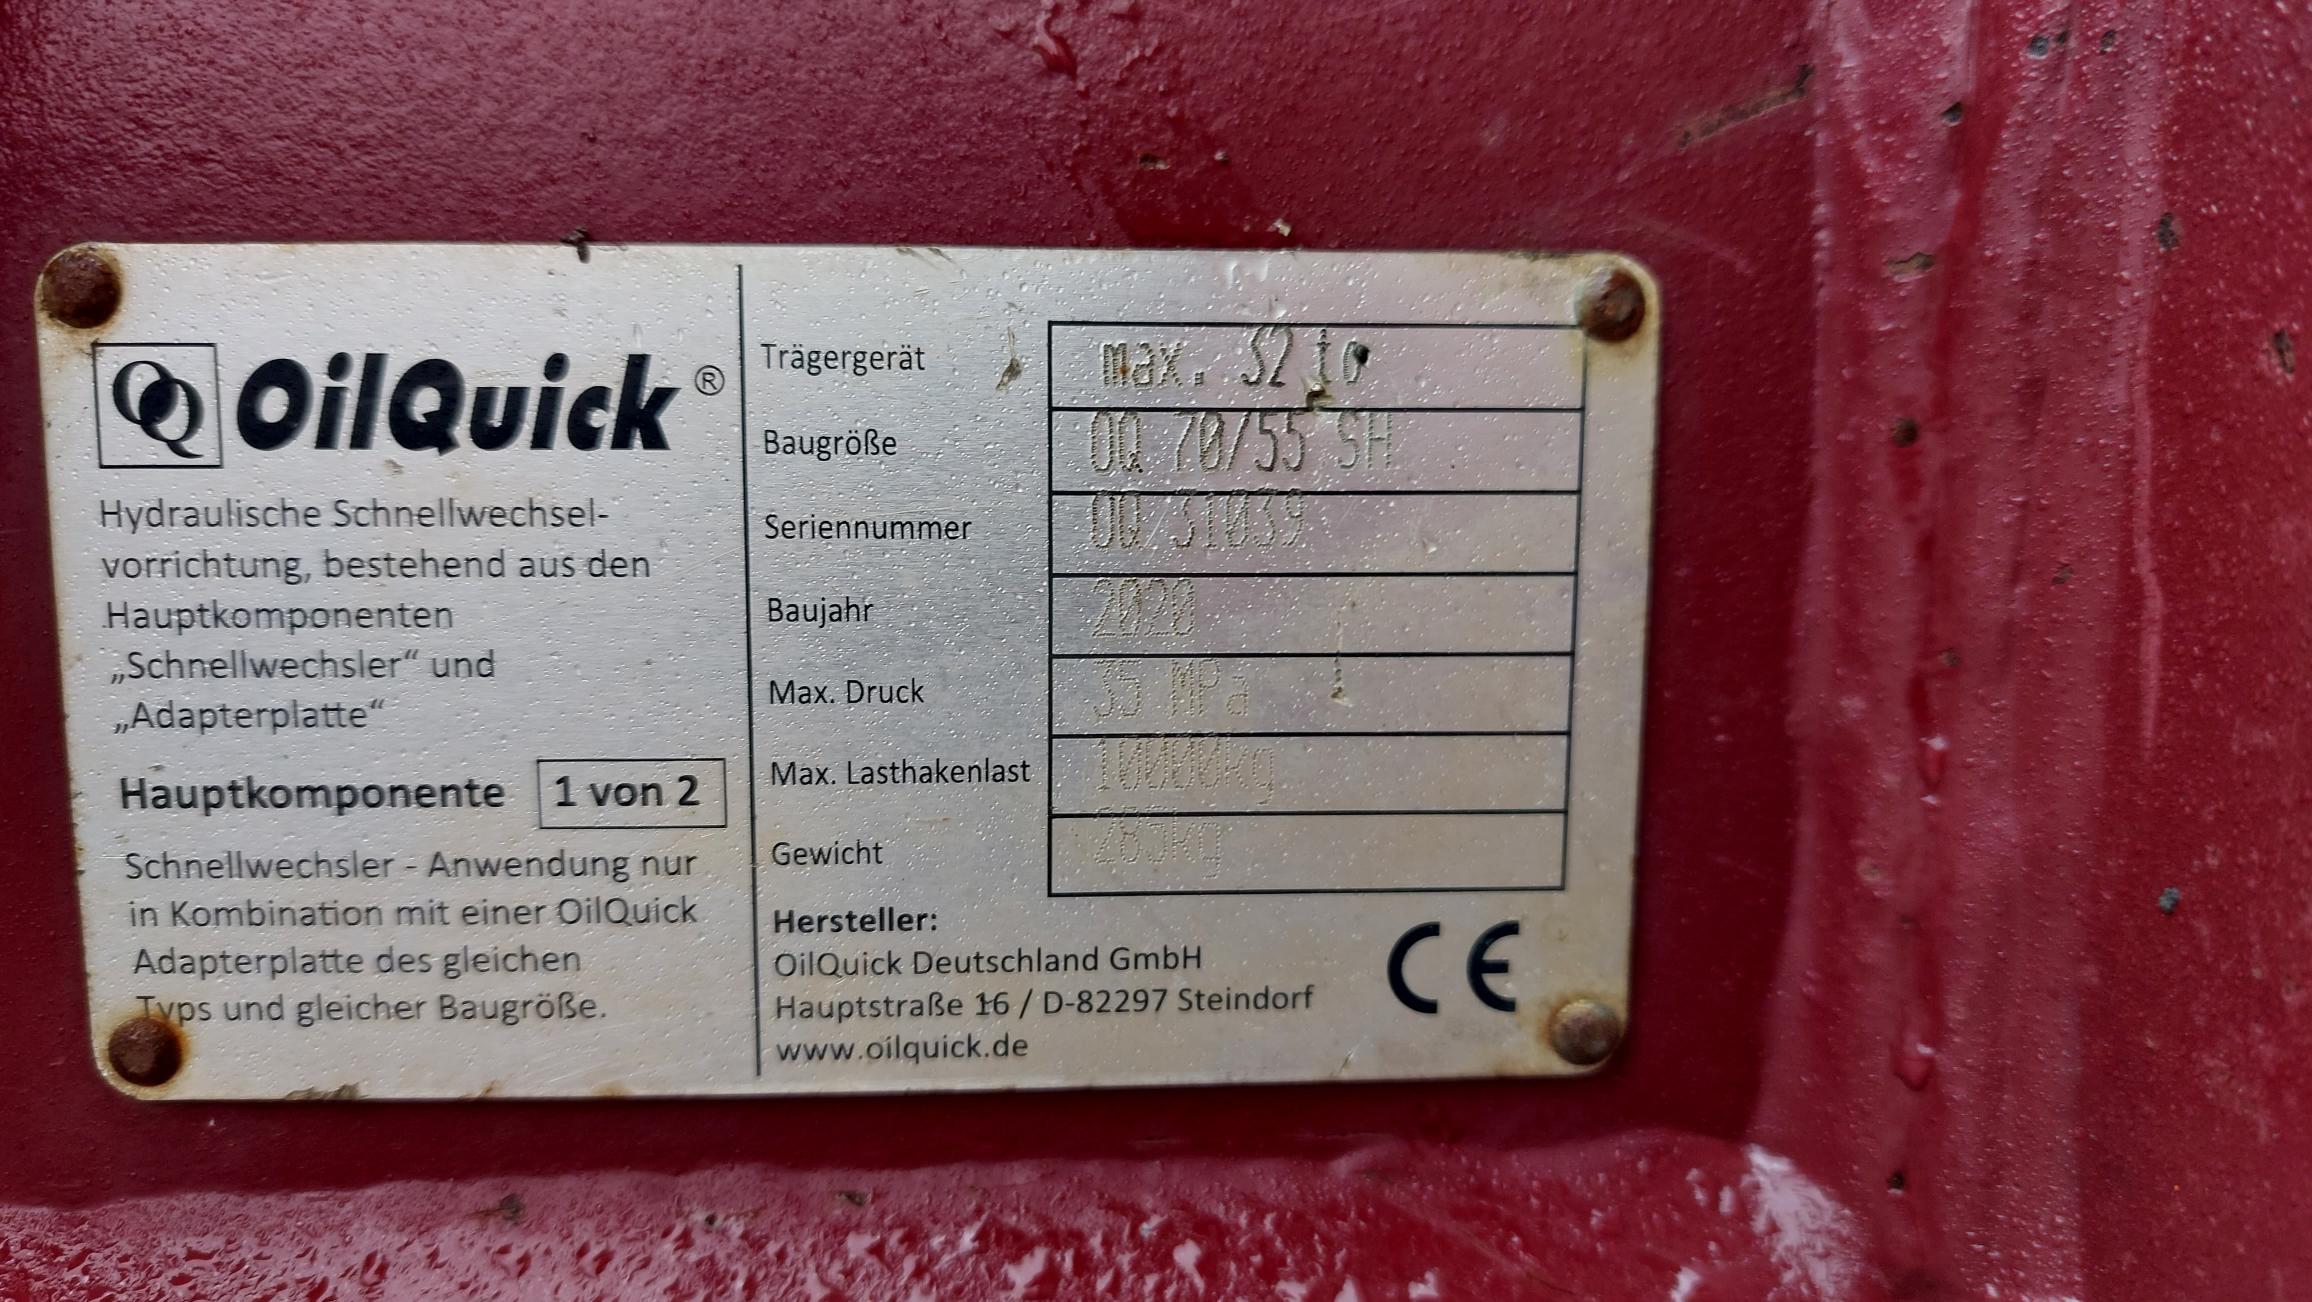 OilQuick®
Hydraulische Schnellwechsel-
vorrichtung, bestehend aus den
Hauptkomponenten
„Schnellwechsler“ und
„Adapterplatte“
Hauptkomponente 1 von 2
Schnellwechsler - Anwendung nur
in Kombination mit einer OilQuick
Adapterplatte des gleichen
Typs und gleicher Baugröße.
Trägergerät max. to
Baugröße OQ 70/55 SH
Seriennummer OQ 31039
Baujahr 2020
Max. Druck 35 MPa
Max. Lasthakenlast 10000kg
Gewicht 285kg
Hersteller:
OilQuick Deutschland GmbH
Hauptstraße 16 / D-82297 Steindorf
www.oilquick.de
CE